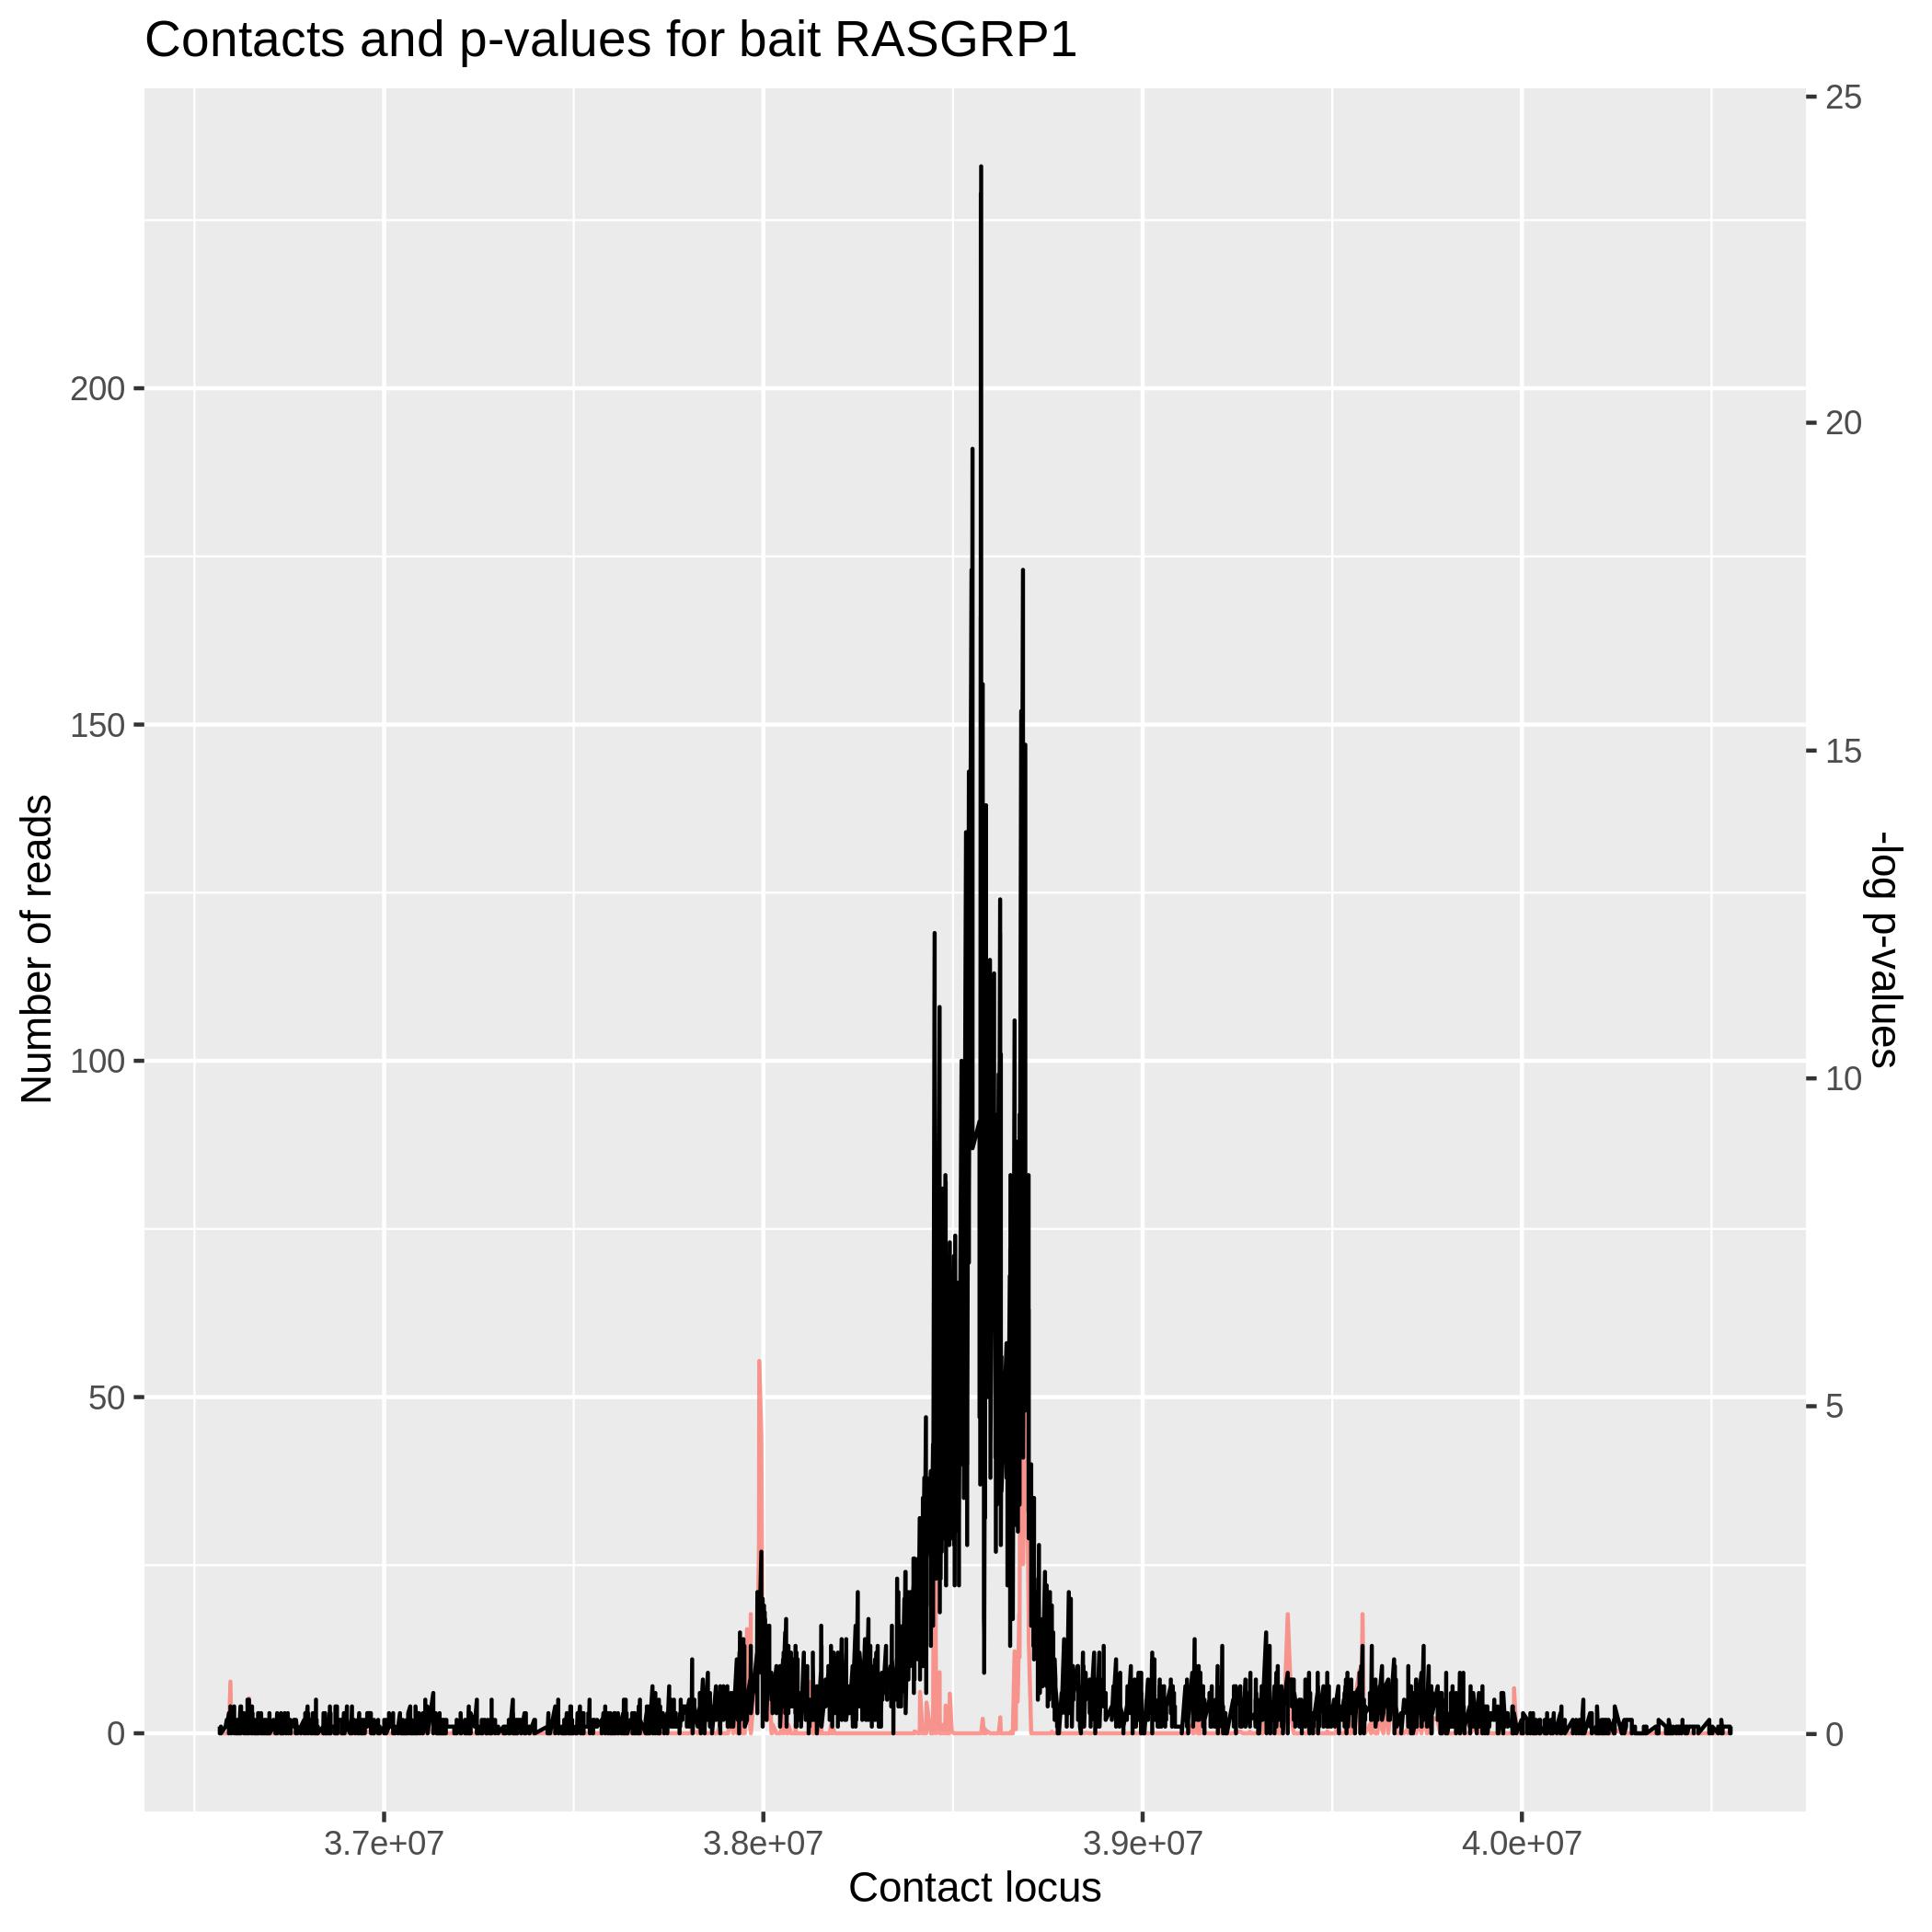 Contacts and p-values for bait RASGRP1
Number of reads
200
150
100
50
0
25
20
15
10
5
0
-log p-values
3.7e+07
3.8e+07
3.9e+07
4.0e+07
Contact locus